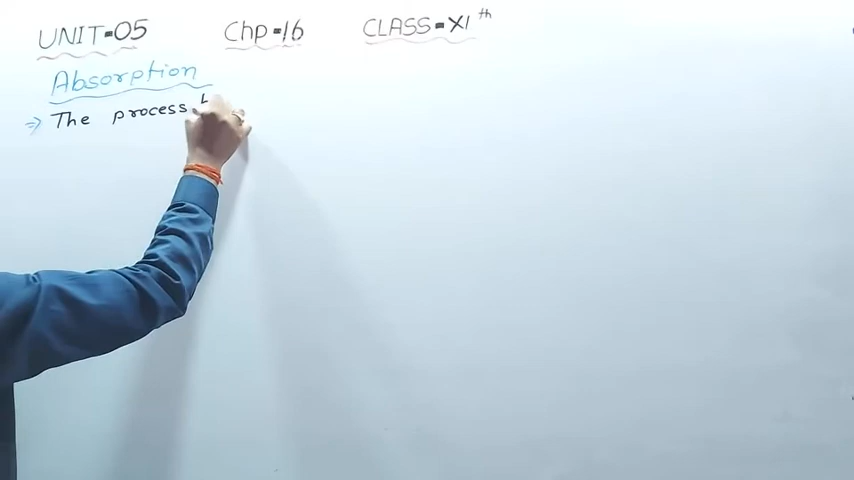 UNIT-05 Chp-16 CLASS-XI th
Absorption
⇒ The process